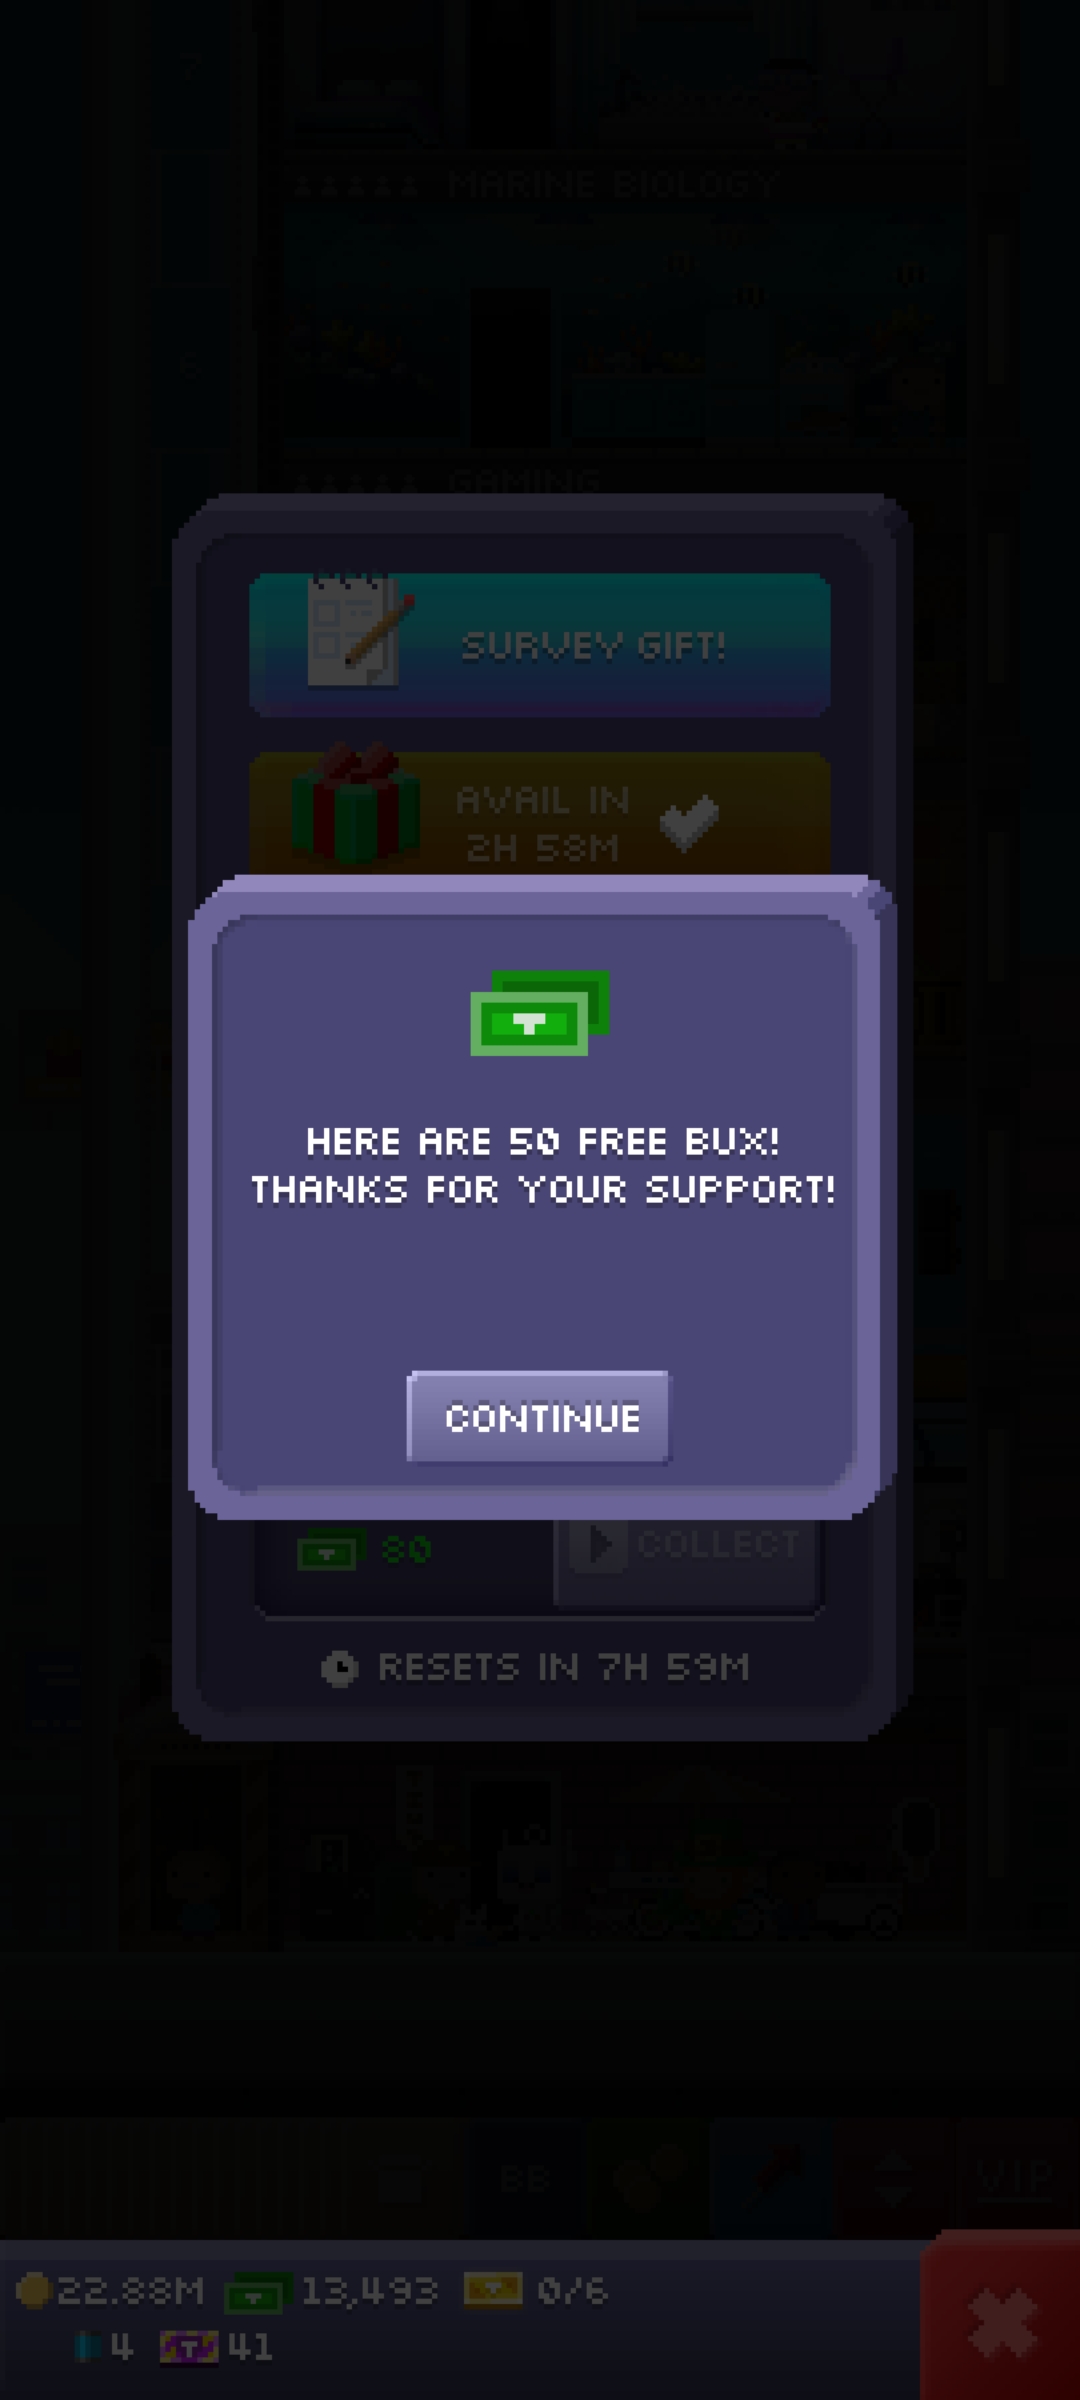 MARINE BIOLOGY
GAMING
SURVEY GIFT!
AVAIL IN
2H 58M
HERE ARE 50 FREE BUX!
THANKS FOR YOUR SUPPORT!
CONTINUE
80
COLLECT
RESETS IN 7H 59M
BB
VIP
22.88M 13,493 0/6
4 41